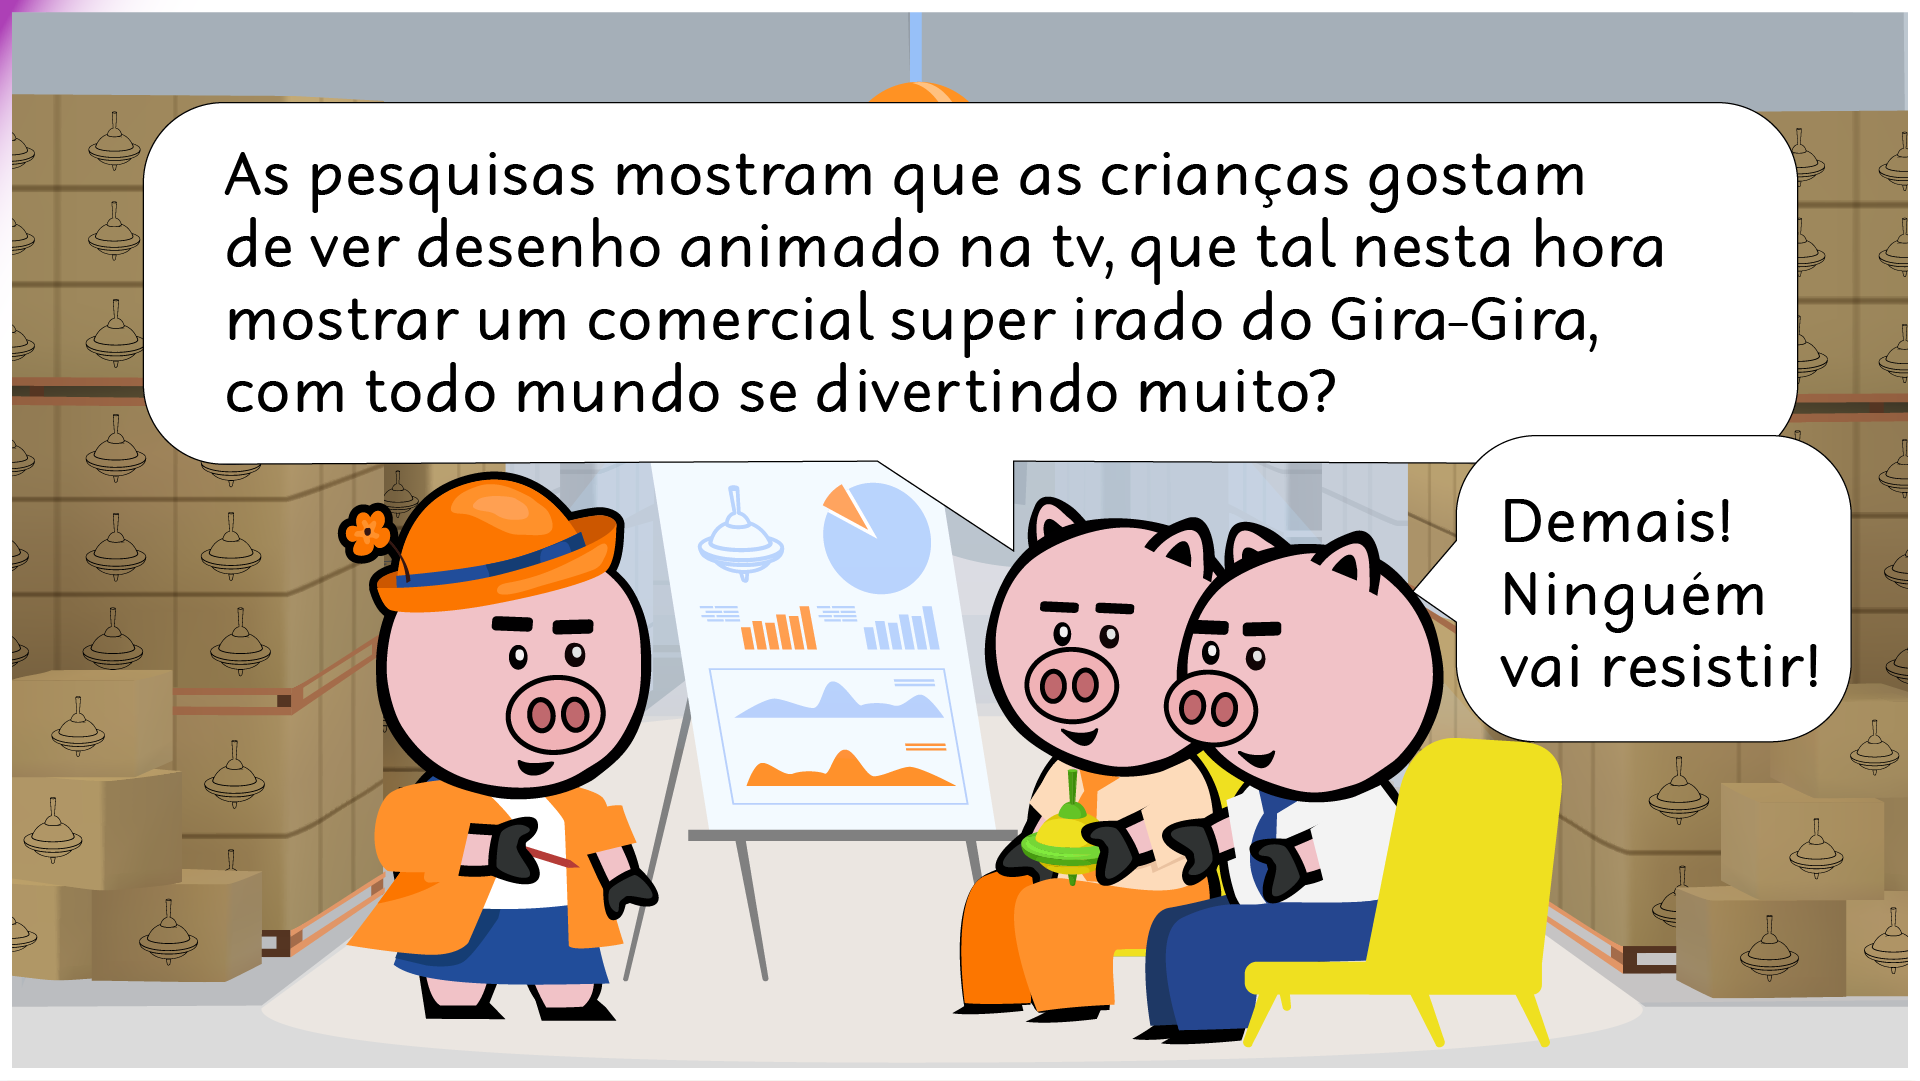 As pesquisas mostram que as crianças gostam
de ver desenho animado na tv, que tal nesta hora
mostrar um comercial super irado do Gira-Gira,
com todo mundo se divertindo muito?
Demais!
Ninguém
vai resistir!